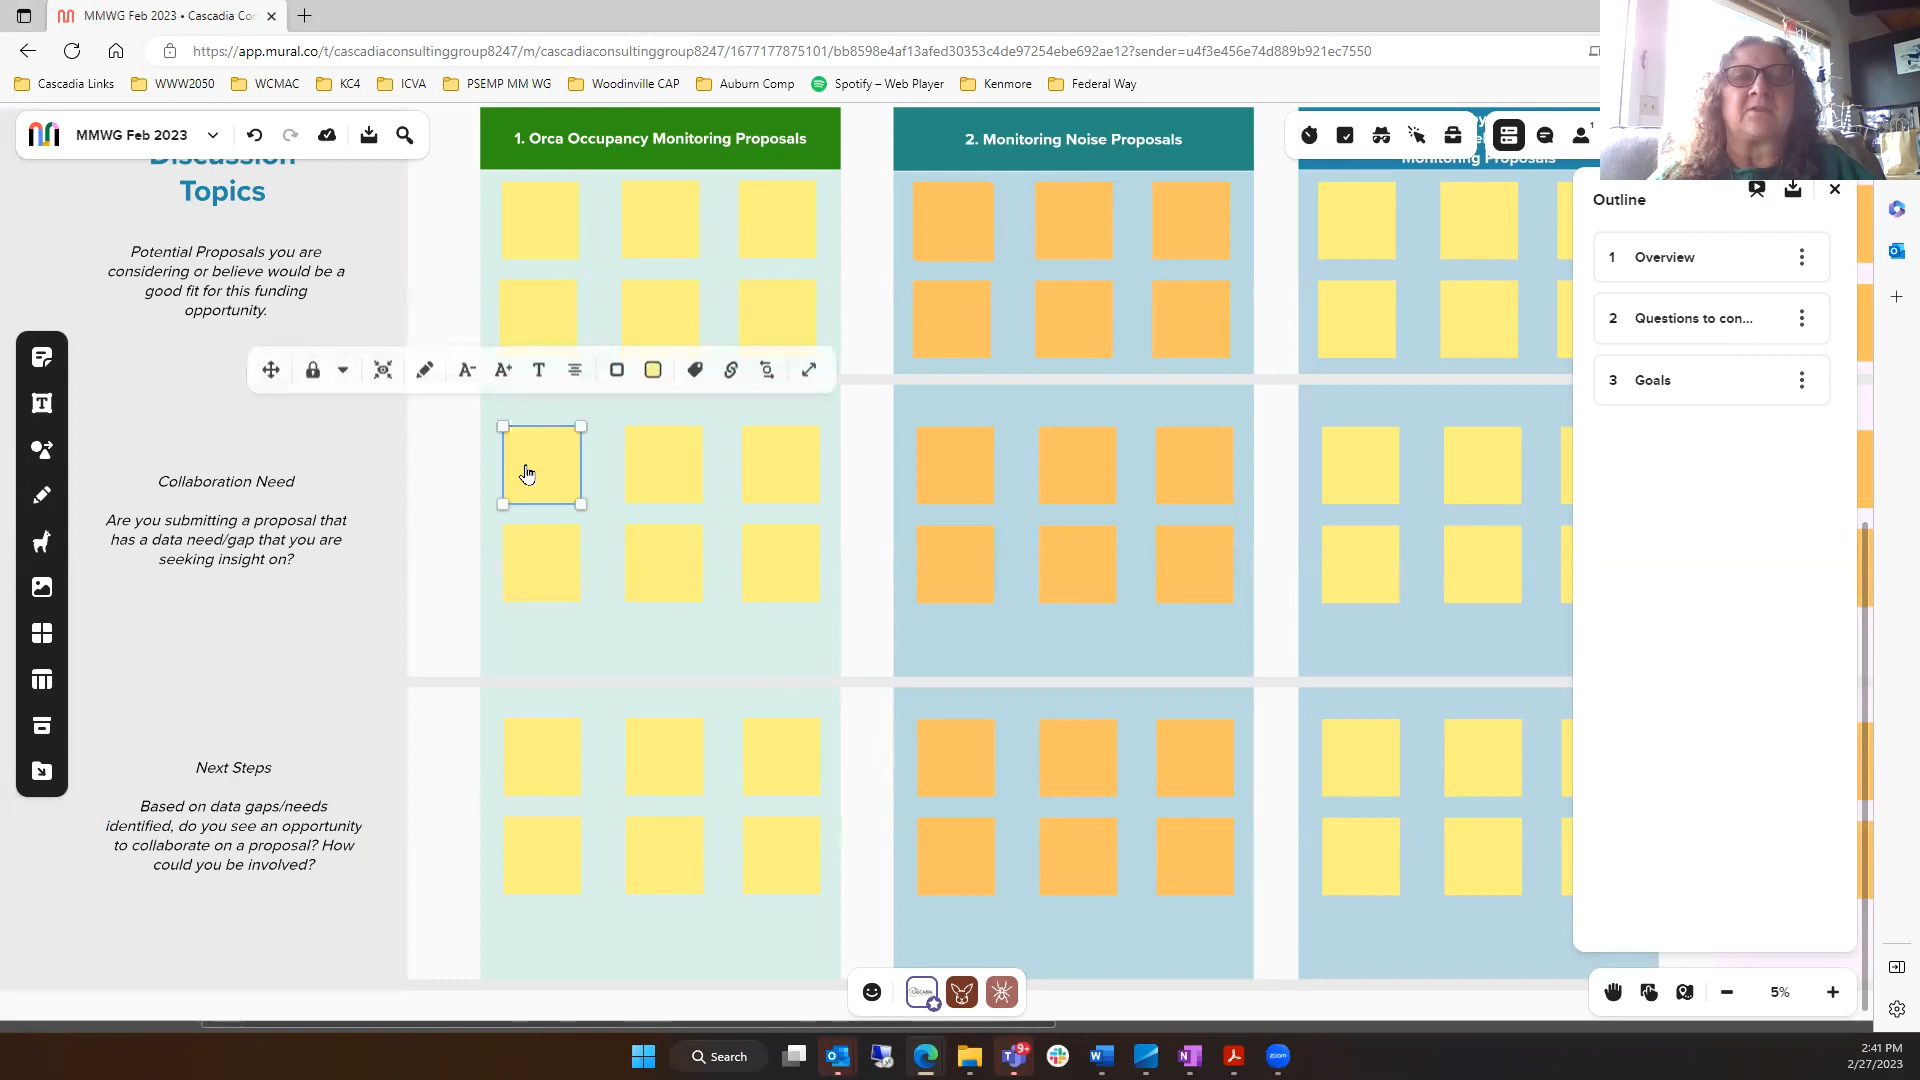 MMWG Feb 2023 • Cascadia Co
https://app.mural.co/t/cascadiaconsultinggroup8247/m/cascadiaconsultinggroup8247/1677177875101/bb8598e4af13afed30353c4de97254ebe692ae12?sender=u4f3e456e74d889b921ec7550
Cascadia Links WWW2050 WCMAC KC4 ICVA PSEMP MM WG Woodinville CAP Auburn Comp Spotify – Web Player Kenmore Federal Way
MMWG Feb 2023
Discussion
Topics
Potential Proposals you are
considering or believe would be a
good fit for this funding
opportunity.
Collaboration Need
Are you submitting a proposal that
has a data need/gap that you are
seeking insight on?
Next Steps
Based on data gaps/needs
identified, do you see an opportunity
to collaborate on a proposal? How
could you be involved?
1. Orca Occupancy Monitoring Proposals
2. Monitoring Noise Proposals
Monitoring Proposals
A- A+ T
Outline
1 Overview
2 Questions to con...
3 Goals
5%
Search
9+
zoom
2:41 PM
2/27/2023